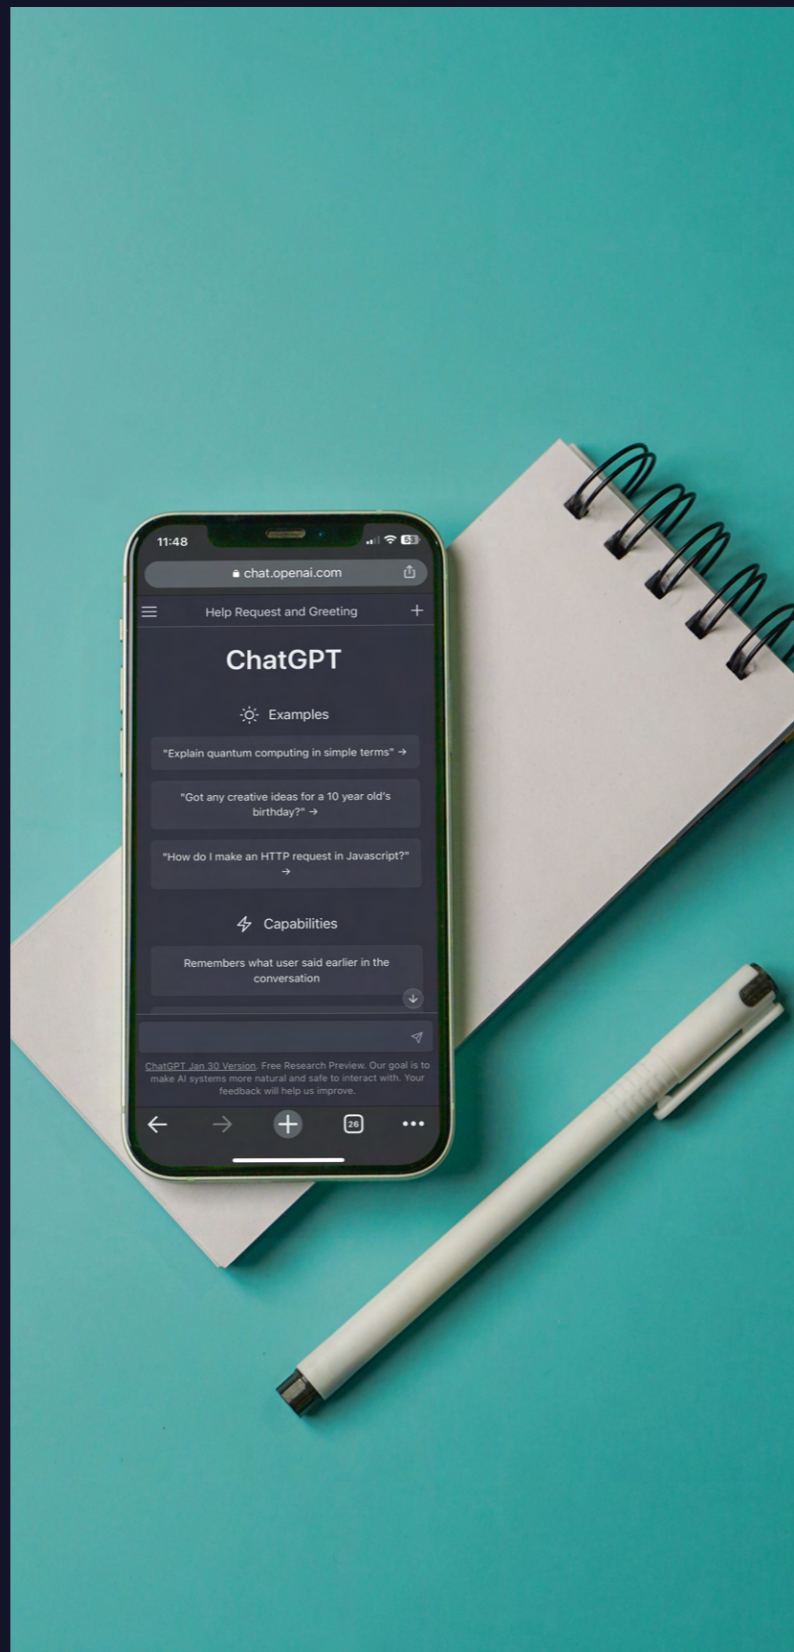 11:48
53
chat.openai.com
Help Request and Greeting
ChatGPT
Examples
"Explain quantum computing in simple terms" →
"Got any creative ideas for a 10 year old's
birthday?" →
"How do I make an HTTP request in Javascript?"
→
Capabilities
Remembers what user said earlier in the
conversation
ChatGPT Jan 30 Version. Free Research Preview. Our goal is to
make AI systems more natural and safe to interact with. Your
feedback will help us improve.
26